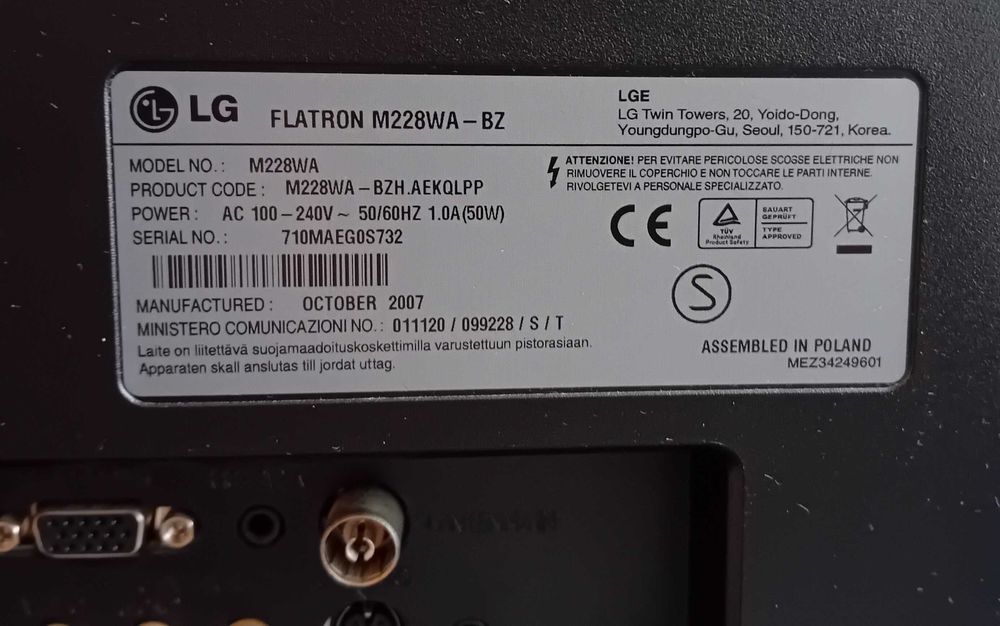 LG FLATRON M228WA-BZ
LGE
LG Twin Towers, 20, Yoido-Dong,
Youngdungpo-Gu, Seoul, 150-721, Korea.
MODEL NO.: M228WA
PRODUCT CODE: M228WA-BZH.AEKQLPP
POWER: AC 100-240V~ 50/60HZ 1.0A(50W)
SERIAL NO.: 710MAEG0S732
MANUFACTURED: OCTOBER 2007
MINISTERO COMUNICAZIONI NO.: 011120 / 099228 / S / T
Laite on liitettävä suojamaadoituskoskettimilla varustettuun pistorasiaan.
Apparaten skall anslutas till jordat uttag.
ATTENZIONE! PER EVITARE PERICOLOSE SCOSSE ELETTRICHE NON
RIMUOVERE IL COPERCHIO E NON TOCCARE LE PARTI INTERNE.
RIVOLGETEVI A PERSONALE SPECIALIZZATO.
CE
TÜV
Rheinland
Product Safety
BAUART
GEPRÜFT
TYPE
APPROVED
S
ASSEMBLED IN POLAND
MEZ34249601